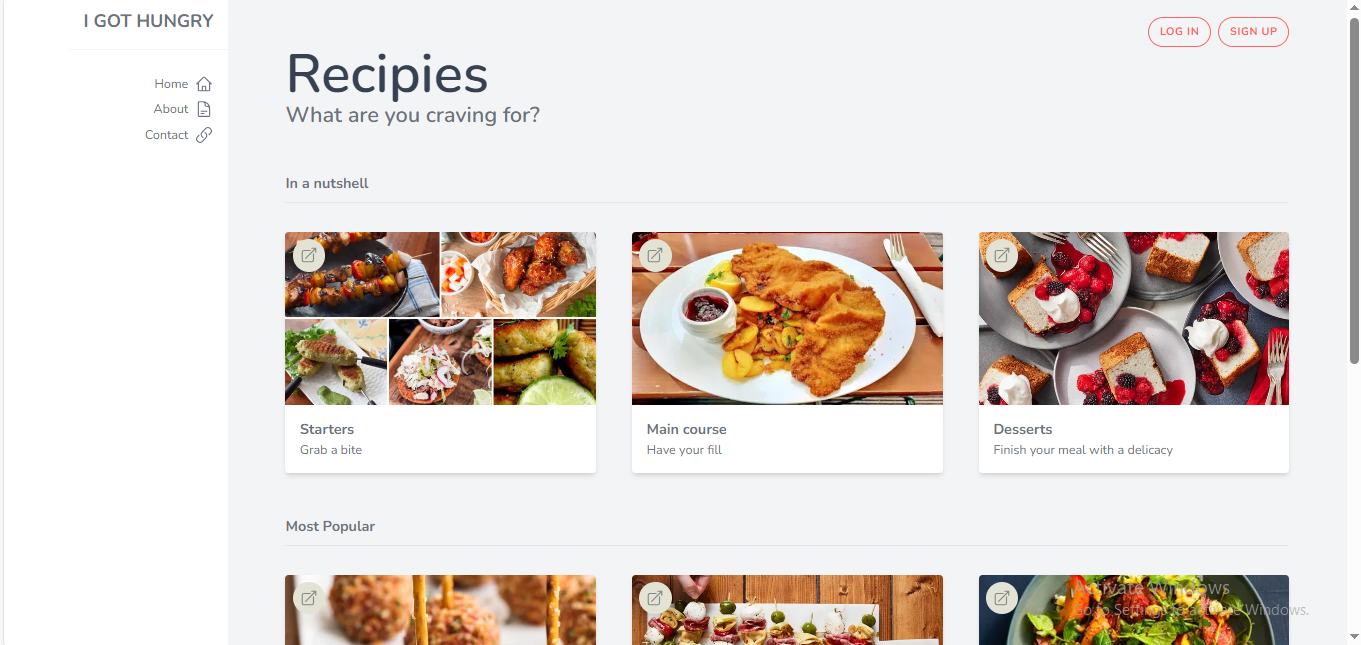 I GOT HUNGRY
Home
About
Contact
LOG IN
SIGN UP
Recipies
What are you craving for?
In a nutshell
Starters
Grab a bite
Main course
Have your fill
Desserts
Finish your meal with a delicacy
Most Popular
Activate Windows
Go to Settings to activate Windows.